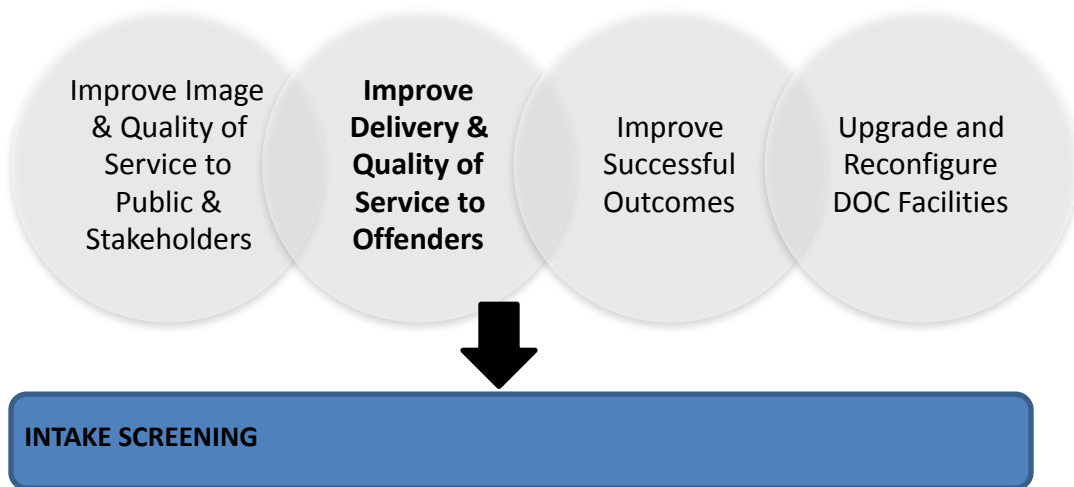 Improve Image
& Quality of
Service to
Public &
Stakeholders
Improve
Delivery &
Quality of
Service to
Offenders
Improve
Successful
Outcomes
Upgrade and
Reconfigure
DOC Facilities
INTAKE SCREENING